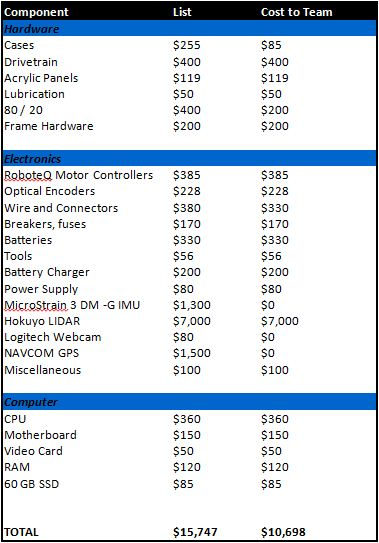 Component List Cost to Team
Hardware
Cases $255 $85
Drivetrain $400 $400
Acrylic Panels $119 $119
Lubrication $50 $50
80 / 20 $400 $200
Frame Hardware $200 $200
Electronics
RoboteQ Motor Controllers $385 $385
Optical Encoders $228 $228
Wire and Connectors $380 $330
Breakers, fuses $170 $170
Batteries $330 $330
Tools $56 $56
Battery Charger $200 $200
Power Supply $80 $80
MicroStrain 3 DM -G IMU $1,300 $0
Hokuyo LIDAR $7,000 $7,000
Logitech Webcam $80 $0
NAVCOM GPS $1,500 $0
Miscellaneous $100 $100
Computer
CPU $360 $360
Motherboard $150 $150
Video Card $50 $50
RAM $120 $120
60 GB SSD $85 $85
TOTAL $15,747 $10,698